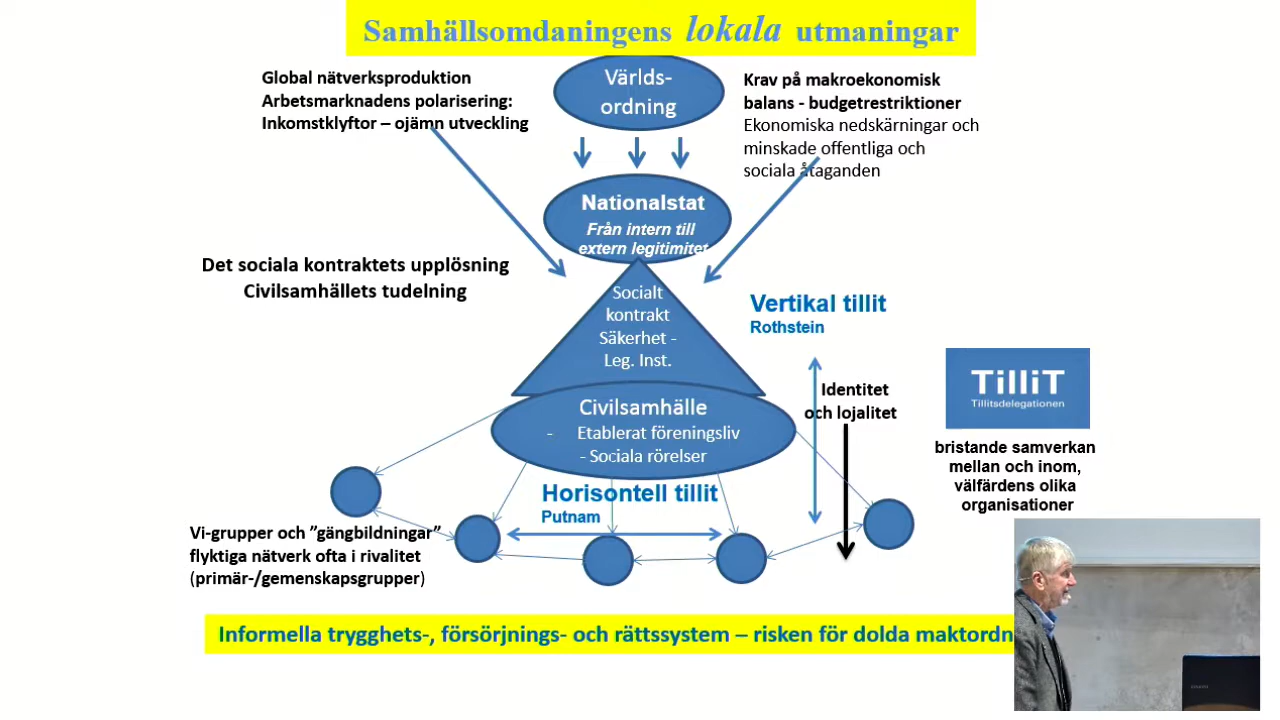 Samhällsomdaningens lokala utmaningar
Global nätverksproduktion
Arbetsmarknadens polarisering:
Inkomstklyftor – ojämn utveckling
Världs-
ordning
Krav på makroekonomisk
balans - budgetrestriktioner
Ekonomiska nedskärningar och
minskade offentliga och
sociala åtaganden
Nationalstat
Från intern till
extern legitimitet
Det sociala kontraktets upplösning
Civilsamhällets tudelning
Socialt
kontrakt
Säkerhet -
Leg. Inst.
Vertikal tillit
Rothstein
Identitet
och lojalitet
TilliT
Tillitsdelegationen
bristande samverkan
mellan och inom,
välfärdens olika
organisationer
Civilsamhälle
- Etablerat föreningsliv
- Sociala rörelser
Horisontell tillit
Putnam
Vi-grupper och ”gängbildningar”
flyktiga nätverk ofta i rivalitet
(primär-/gemenskapsgrupper)
Informella trygghets-, försörjnings- och rättssystem – risken för dolda maktordn